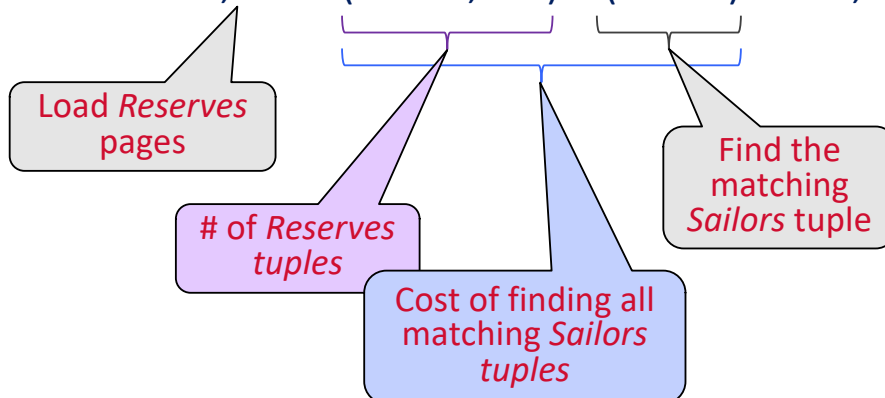 Load Reserves
pages
Find the
matching
Sailors tuple
# of Reserves
tuples
Cost of finding all
matching Sailors
tuples